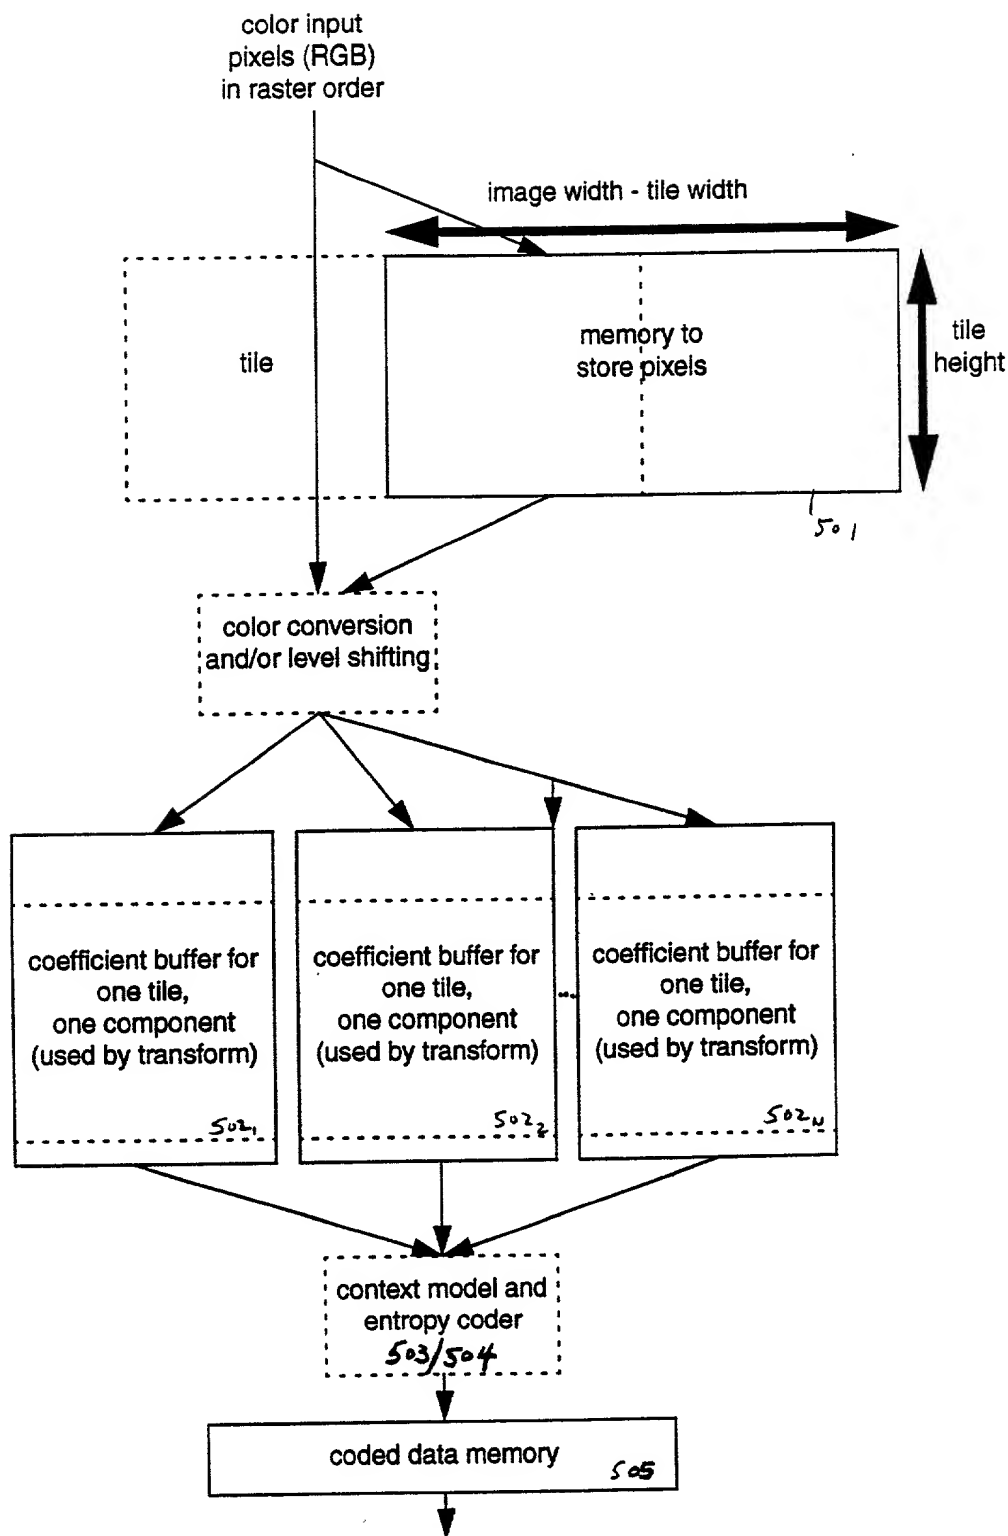 color input
pixels (RGB)
in raster order
image width - tile width
tile
memory to
store pixels
tile
height
501
color conversion
and/or level shifting
coefficient buffer for
one tile,
one component
(used by transform)
502₁
coefficient buffer for
one tile,
one component
(used by transform)
502₂
...
coefficient buffer for
one tile,
one component
(used by transform)
502N
context model and
entropy coder
503/504
coded data memory
505